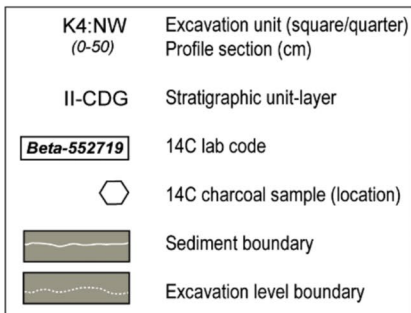 K4:NW Excavation unit (square/quarter)
(0-50) Profile section (cm)
II-CDG Stratigraphic unit-layer
Beta-552719 14C lab code
14C charcoal sample (location)
Sediment boundary
Excavation level boundary